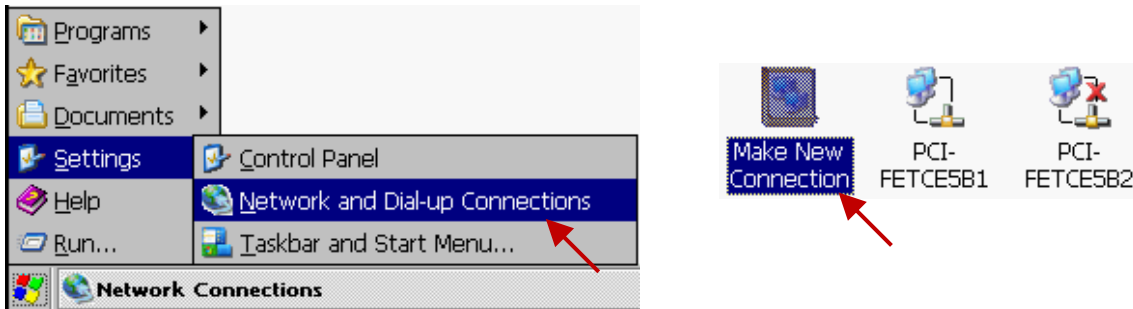 Programs
Favorites
Documents
Settings
Control Panel
Help
Network and Dial-up Connections
Run...
Taskbar and Start Menu...
Network Connections
Make New
Connection
PCI-
FETCE5B1
PCI-
FETCE5B2